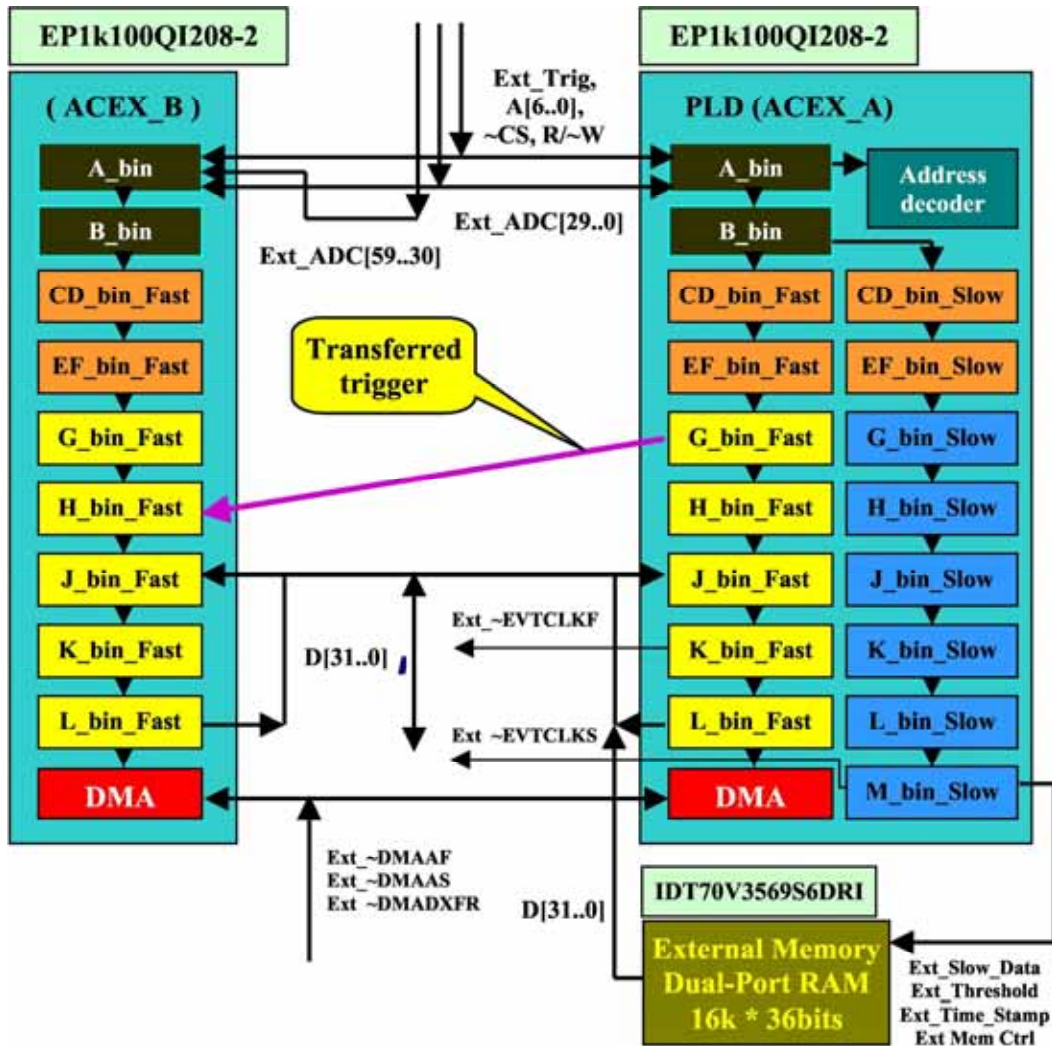 EP1k100QI208-2
EP1k100QI208-2
( ACEX_B )
Ext_Trig,
A[6..0],
~CS, R/~W
PLD (ACEX_A)
A_bin
B_bin
CD_bin_Fast
EF_bin_Fast
G_bin_Fast
H_bin_Fast
J_bin_Fast
K_bin_Fast
L_bin_Fast
DMA
Ext_ADC[59..30]
Ext_ADC[29..0]
Transferred
trigger
D[31..0]
Ext_~EVTCLKF
Ext ~EVTCLKS
Ext_~DMAAF
Ext_~DMAAS
Ext ~DMADXFR
D[31..0]
A_bin
B_bin
CD_bin_Fast
EF_bin_Fast
G_bin_Fast
H_bin_Fast
J_bin_Fast
K_bin_Fast
L_bin_Fast
DMA
Address
decoder
CD_bin_Slow
EF_bin_Slow
G_bin_Slow
H_bin_Slow
J_bin_Slow
K_bin_Slow
L_bin_Slow
M_bin_Slow
IDT70V3569S6DRI
External Memory
Dual-Port RAM
16k * 36bits
Ext_Slow_Data
Ext_Threshold
Ext_Time_Stamp
Ext Mem Ctrl